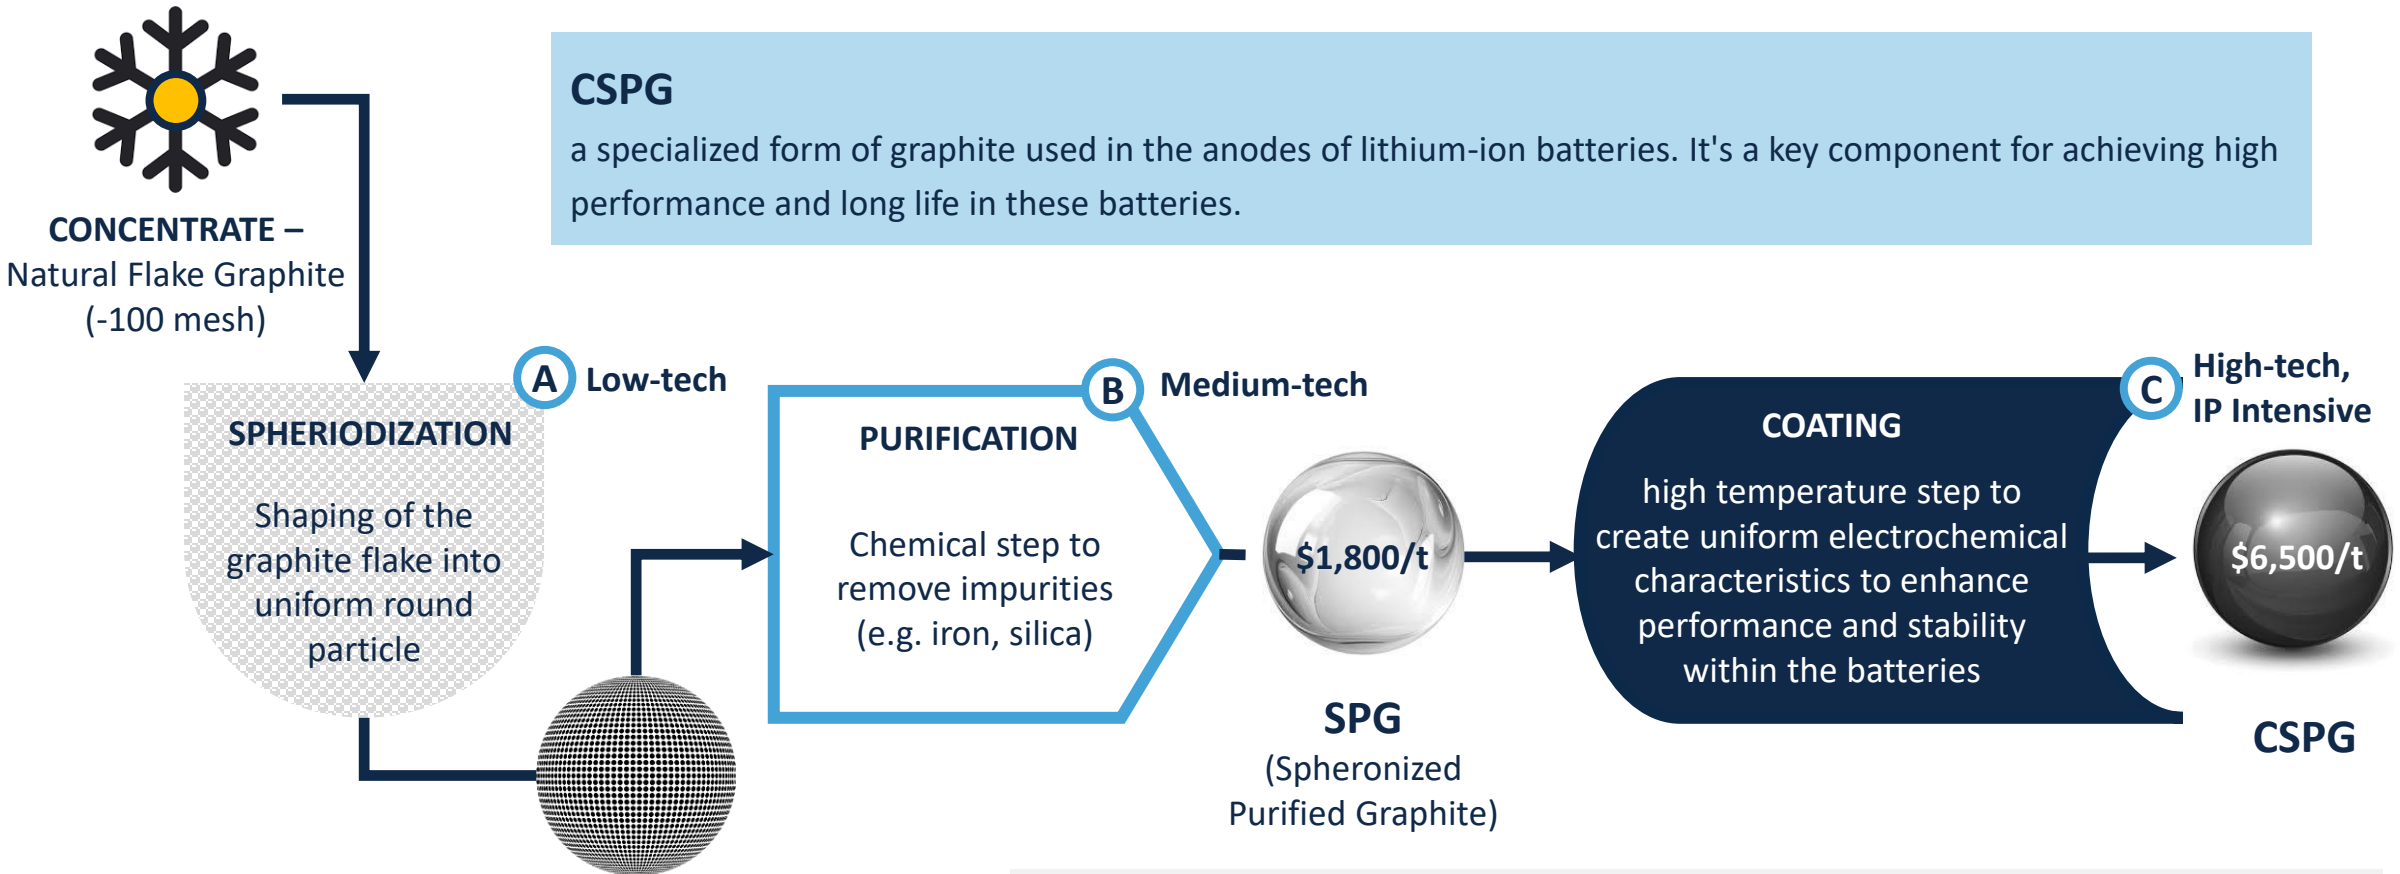 CSPG
a specialized form of graphite used in the anodes of lithium-ion batteries. It's a key component for achieving high
performance and long life in these batteries.
CONCENTRATE –
Natural Flake Graphite
(-100 mesh)
A
Low-tech
SPHERIODIZATION
Shaping of the
graphite flake into
uniform round
particle
B
Medium-tech
PURIFICATION
Chemical step to
remove impurities
(e.g. iron, silica)
$1,800/t
SPG
(Spheronized
Purified Graphite)
C
High-tech,
IP Intensive
COATING
high temperature step to
create uniform electrochemical
characteristics to enhance
performance and stability
within the batteries
$6,500/t
CSPG